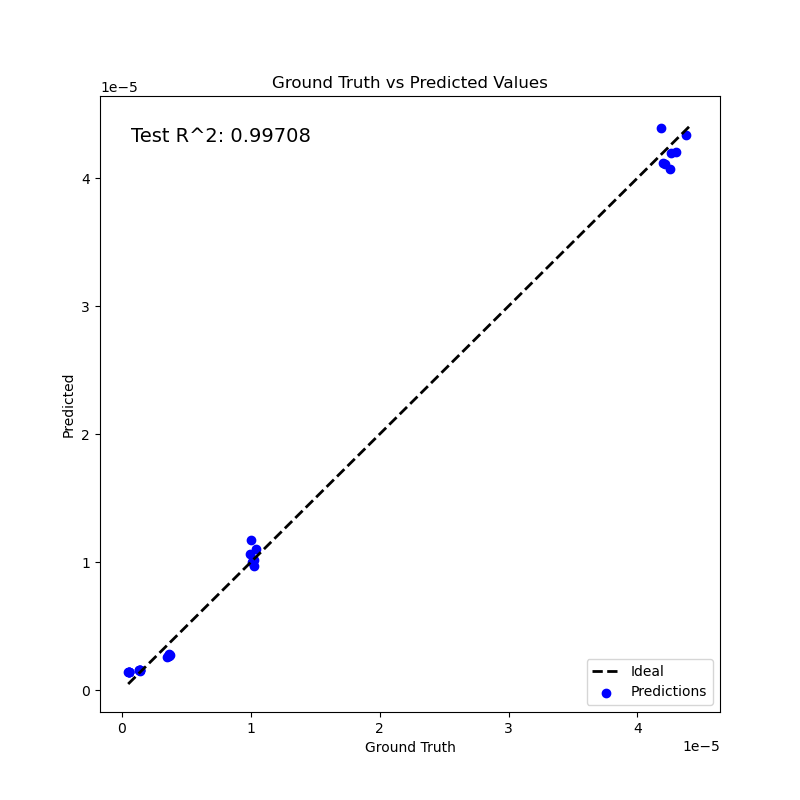 Ground Truth vs Predicted Values
1e−5
Test R^2: 0.99708
4
3
2
1
0
Predicted
Ideal
Predictions
0 1 2 3 4
Ground Truth
1e−5